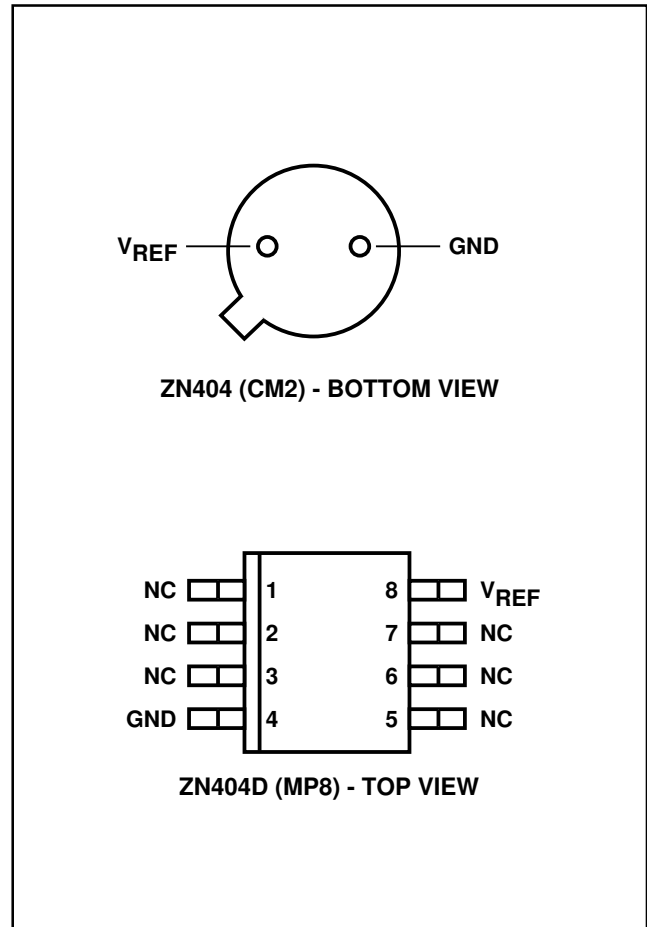 VREF GND
ZN404 (CM2) - BOTTOM VIEW
NC 1 8 VREF
NC 2 7 NC
NC 3 6 NC
GND 4 5 NC
ZN404D (MP8) - TOP VIEW